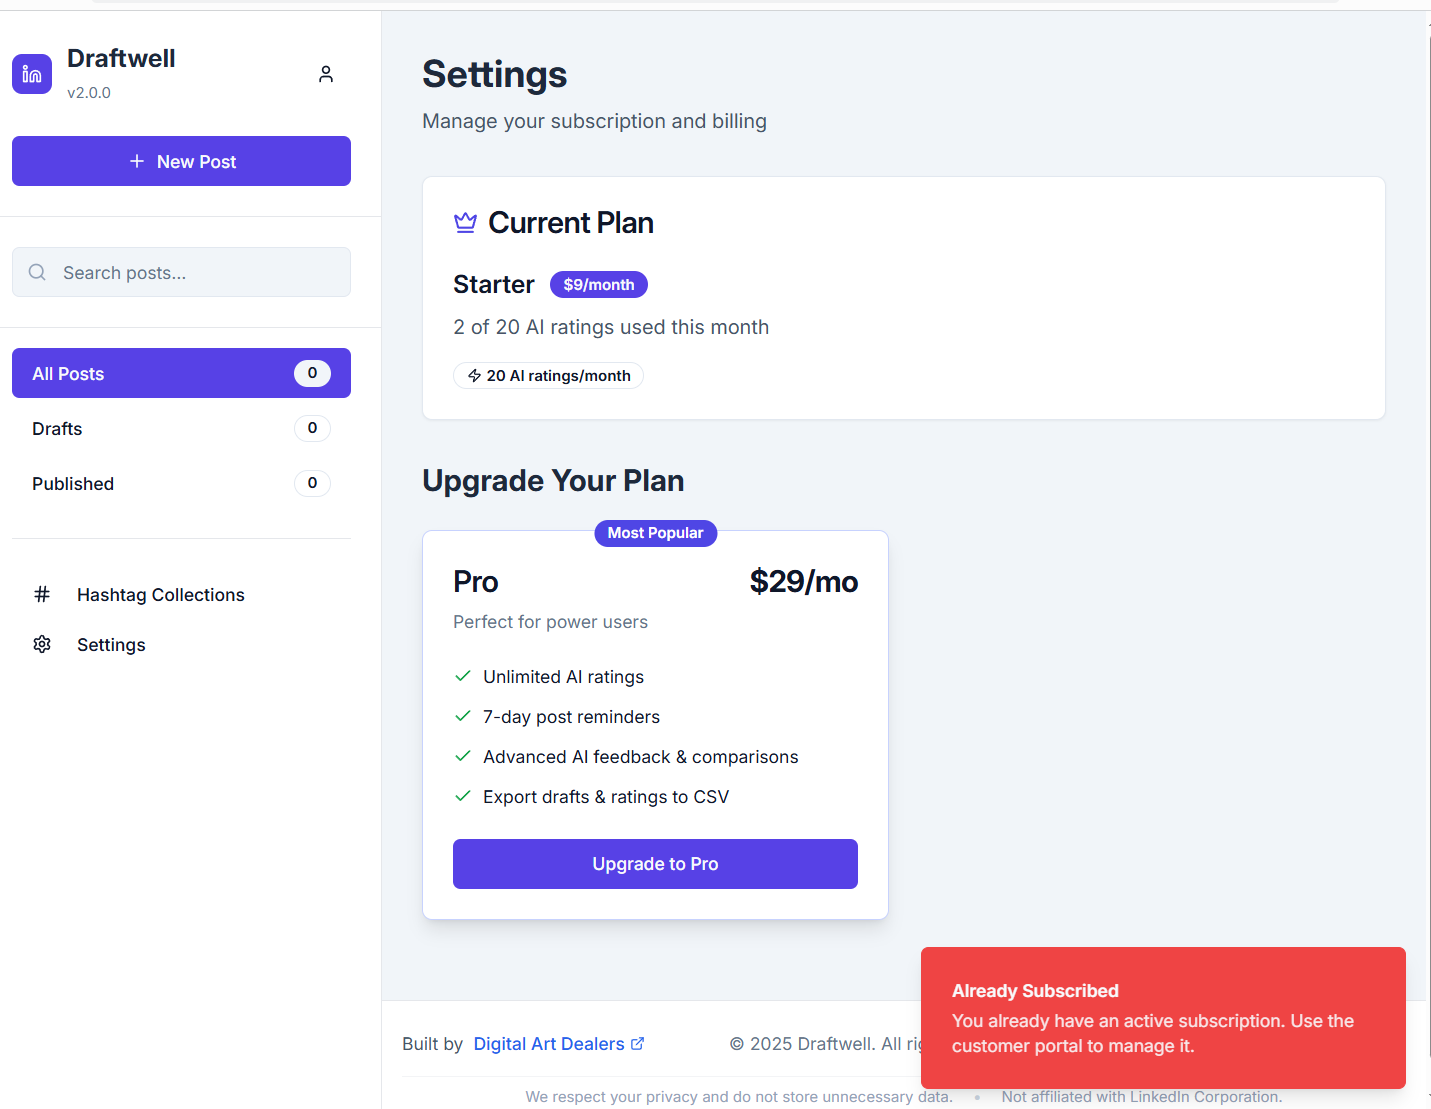 Draftwell
v2.0.0
New Post
Search posts...
All Posts 0
Drafts 0
Published 0
Hashtag Collections
Settings
Settings
Manage your subscription and billing
Current Plan
Starter $9/month
2 of 20 AI ratings used this month
20 AI ratings/month
Upgrade Your Plan
Most Popular
Pro $29/mo
Perfect for power users
Unlimited AI ratings
7-day post reminders
Advanced AI feedback & comparisons
Export drafts & ratings to CSV
Upgrade to Pro
Already Subscribed
You already have an active subscription. Use the
customer portal to manage it.
Built by Digital Art Dealers
© 2025 Draftwell. All
We respect your privacy and do not store unnecessary data. • Not affiliated with LinkedIn Corporation.